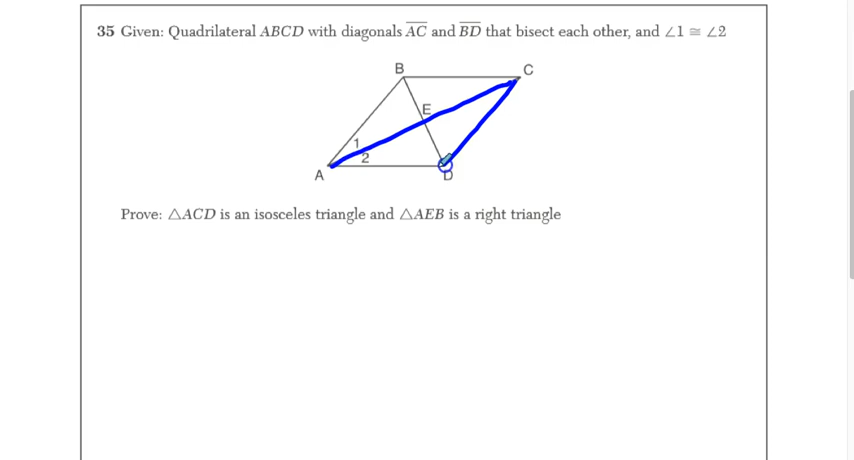 35 Given: Quadrilateral ABCD with diagonals AC and BD that bisect each other, and ∠1 ≅ ∠2
B
C
E
1
2
A
D
Prove: △ACD is an isosceles triangle and △AEB is a right triangle